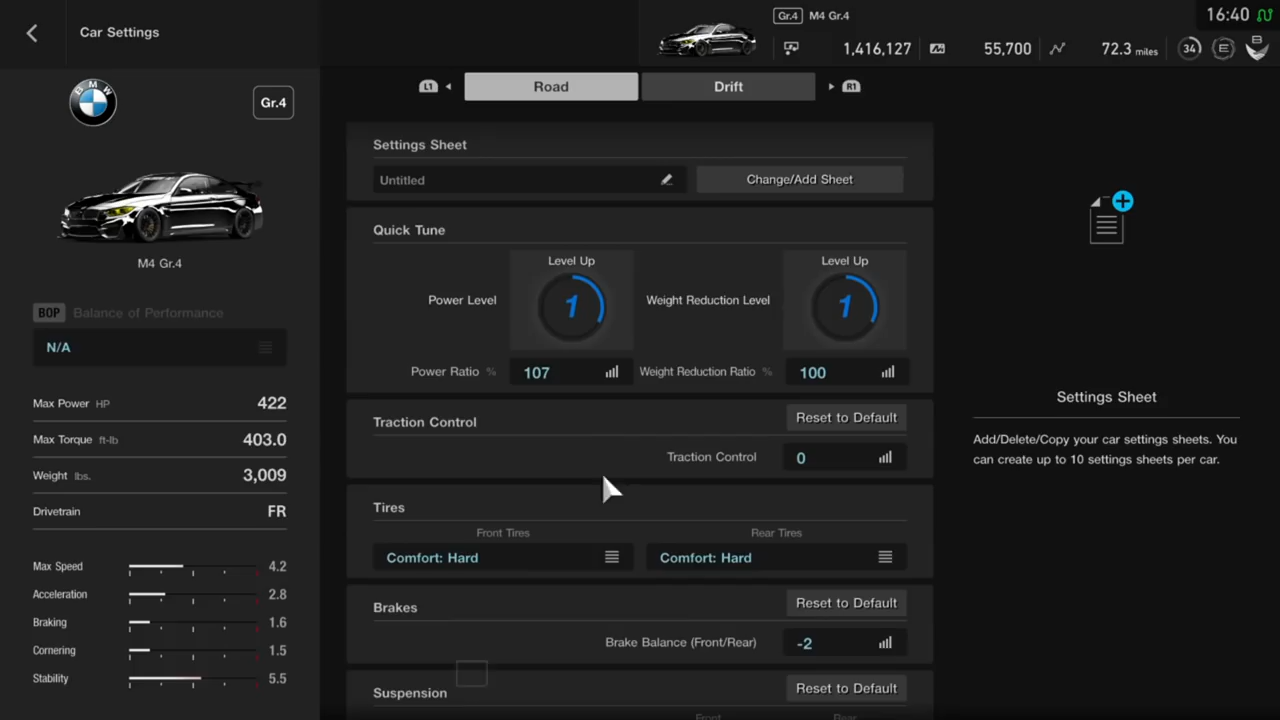 Car Settings
Gr.4 M4 Gr.4
16:40
1,416,127 55,700 72.3 miles 34 E B
BMW
Gr.4
M4 Gr.4
BOP Balance of Performance
N/A
Max Power HP 422
Max Torque ft-lb 403.0
Weight lbs. 3,009
Drivetrain FR
Max Speed 4.2
Acceleration 2.8
Braking 1.6
Cornering 1.5
Stability 5.5
L1 Road Drift R1
Settings Sheet
Untitled Change/Add Sheet
Quick Tune
Level Up Level Up
Power Level 1 Weight Reduction Level 1
Power Ratio % 107 Weight Reduction Ratio % 100
Traction Control Reset to Default
Traction Control 0
Tires
Front Tires Rear Tires
Comfort: Hard Comfort: Hard
Brakes Reset to Default
Brake Balance (Front/Rear) -2
Suspension Reset to Default
Front Rear
Settings Sheet
Add/Delete/Copy your car settings sheets. You
can create up to 10 settings sheets per car.